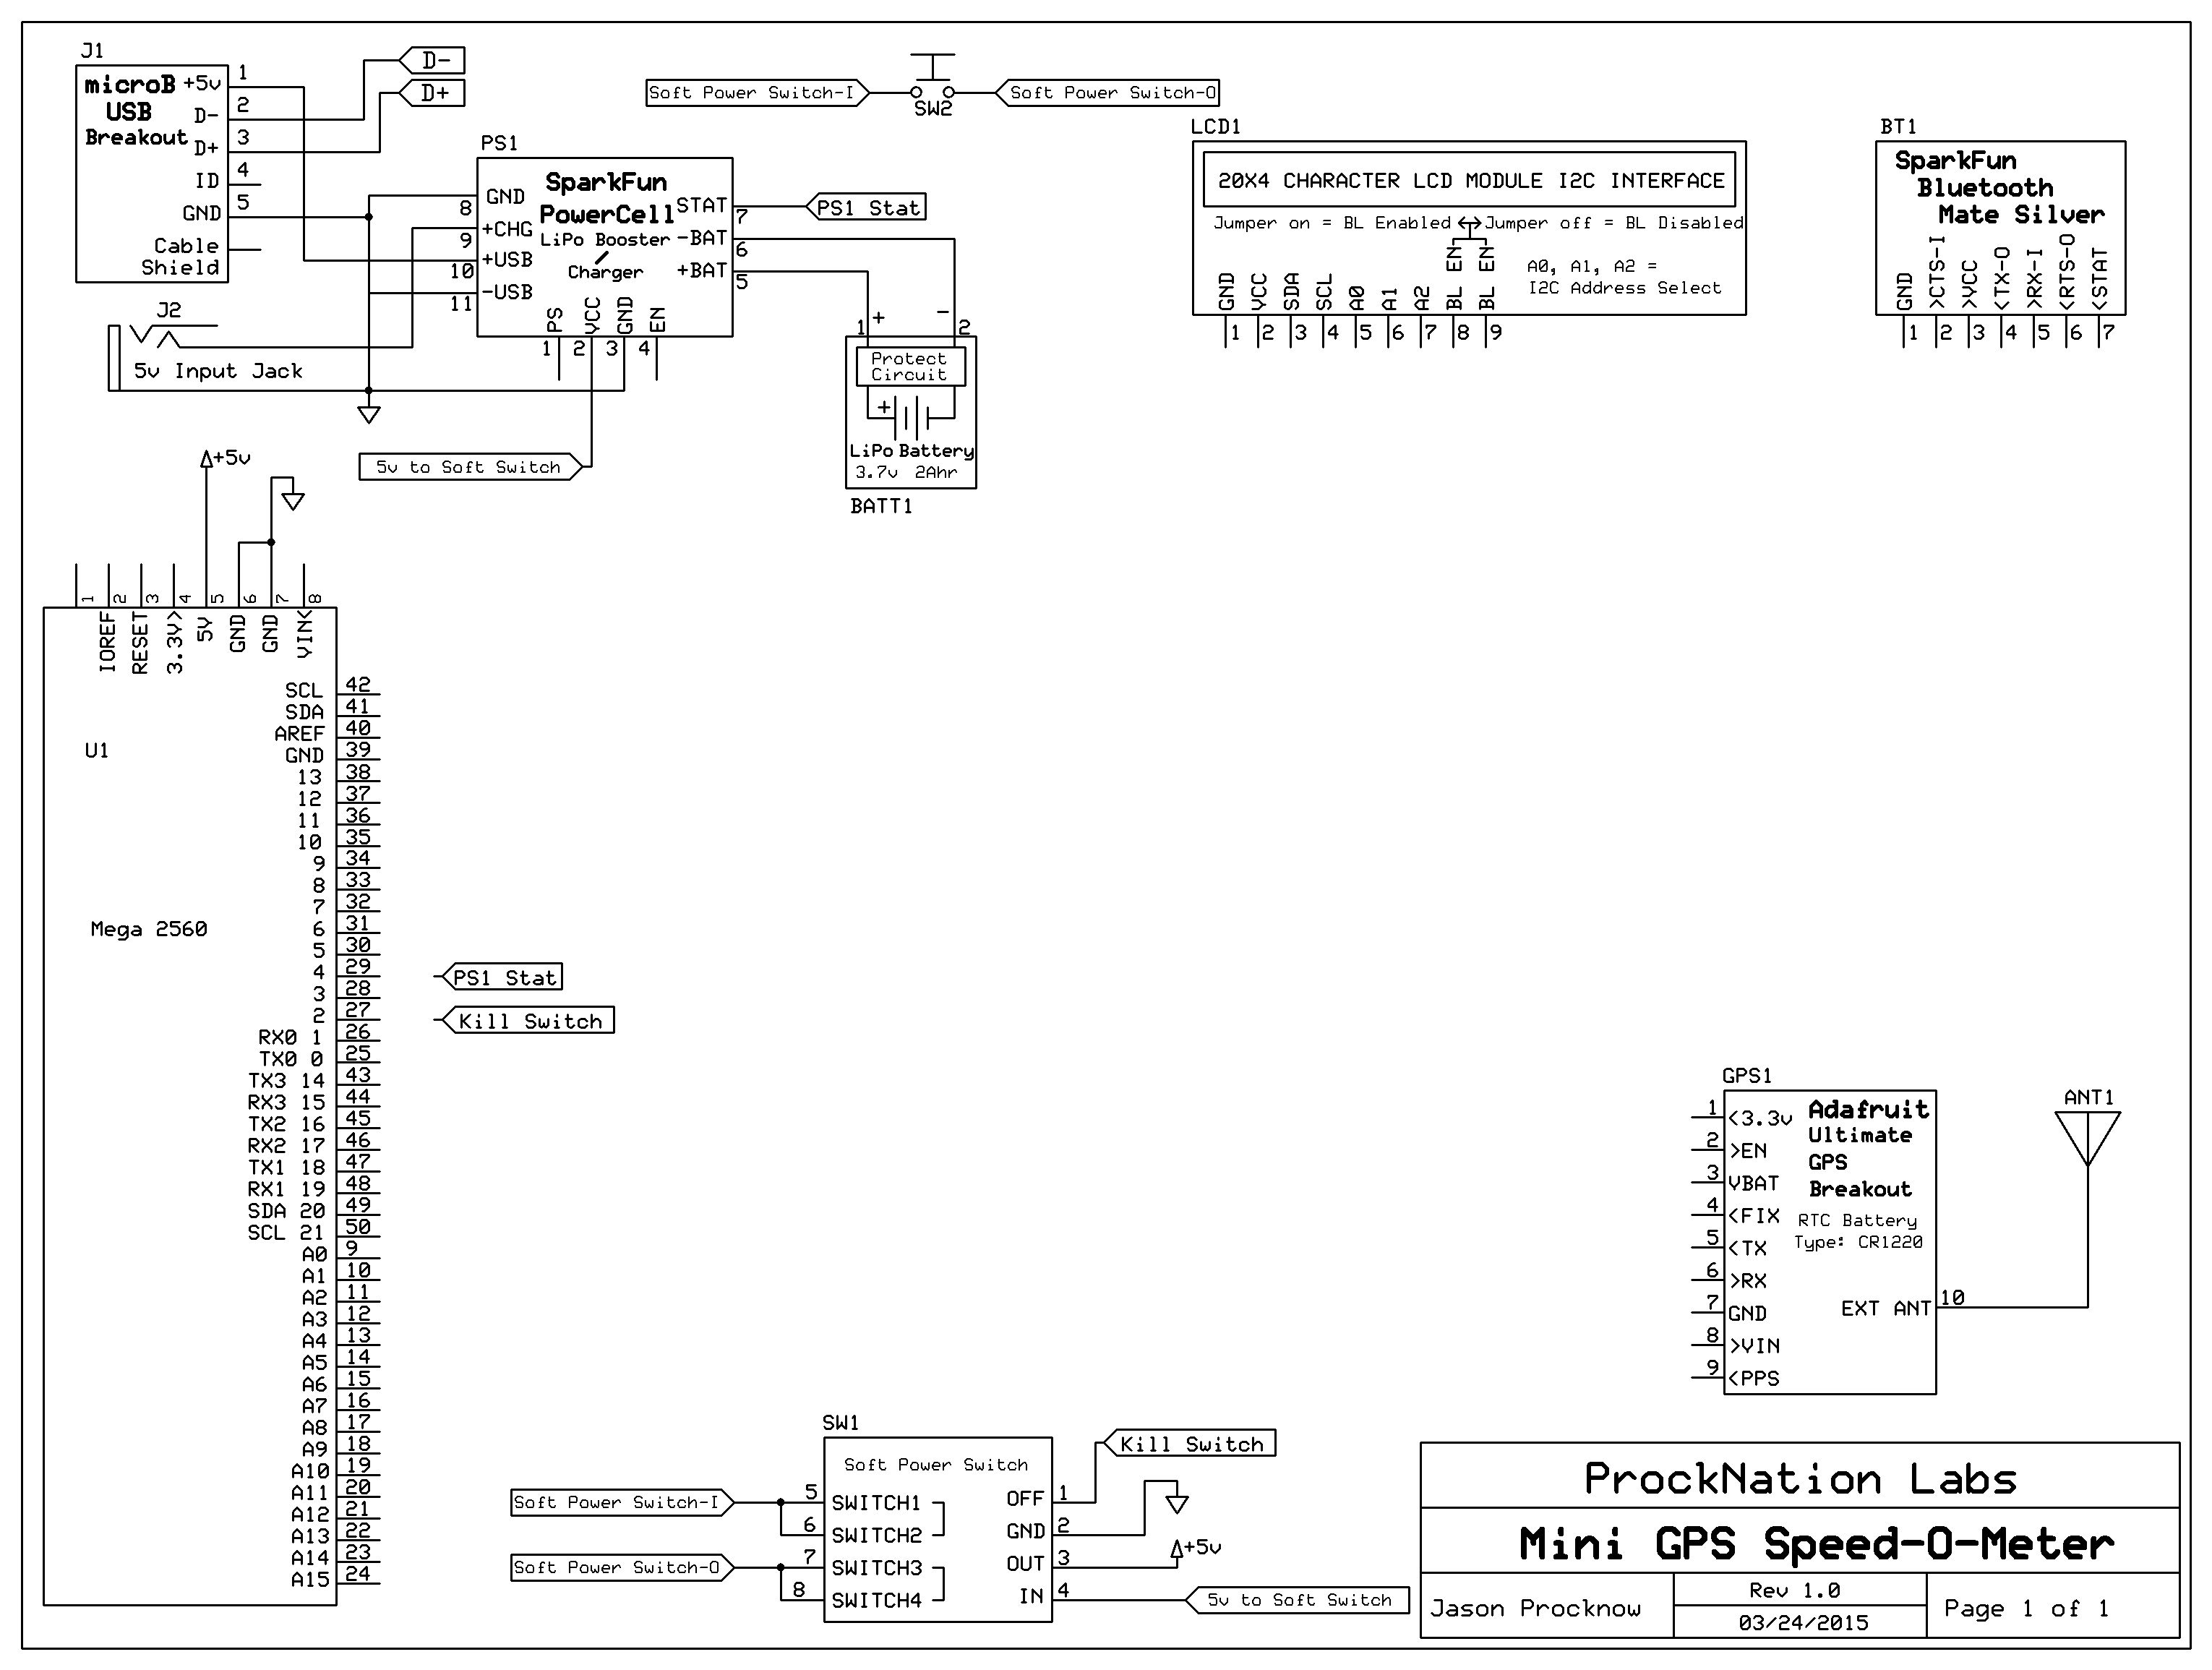 J1
microB
USB
Breakout
+5v 1
D- 2
D+ 3
ID 4
GND 5
Cable
Shield
D-
D+
J2
5v Input Jack
PS1
SparkFun
PowerCell
LiPo Booster
/
Charger
GND 8
+CHG 9
+USB 10
-USB 11
STAT 7
-BAT 6
+BAT 5
PS 1
VCC 2
GND 3
EN 4
PS1 Stat
5v to Soft Switch
Soft Power Switch-I
SW2
Soft Power Switch-O
1 + - 2
Protect
Circuit
+
LiPo Battery
3.7v 2Ahr
BATT1
LCD1
20X4 CHARACTER LCD MODULE I2C INTERFACE
Jumper on = BL Enabled Jumper off = BL Disabled
A0, A1, A2 =
I2C Address Select
GND 1
VCC 2
SDA 3
SCL 4
A0 5
A1 6
A2 7
BL EN 8
BL EN 9
BT1
SparkFun
Bluetooth
Mate Silver
GND 1
>CTS-I 2
>VCC 3
<TX-O 4
>RX-I 5
<RTS-O 6
<STAT 7
+5v
1
IOREF 2
RESET 3
3.3V> 4
5V 5
GND 6
GND 7
VIN< 8
U1
Mega 2560
SCL 42
SDA 41
AREF 40
GND 39
13 38
12 37
11 36
10 35
9 34
8 33
7 32
6 31
5 30
4 29
3 28
2 27
RX0 1 26
TX0 0 25
TX3 14 43
RX3 15 44
TX2 16 45
RX2 17 46
TX1 18 47
RX1 19 48
SDA 20 49
SCL 21 50
A0 9
A1 10
A2 11
A3 12
A4 13
A5 14
A6 15
A7 16
A8 17
A9 18
A10 19
A11 20
A12 21
A13 22
A14 23
A15 24
PS1 Stat
Kill Switch
GPS1
Adafruit
Ultimate
GPS
Breakout
RTC Battery
Type: CR1220
1 <3.3v
2 >EN
3 VBAT
4 <FIX
5 <TX
6 >RX
7 GND
8 >VIN
9 <PPS
EXT ANT 10
ANT1
SW1
Soft Power Switch
Soft Power Switch-I
5 SWITCH1
6 SWITCH2
Soft Power Switch-O
7 SWITCH3
8 SWITCH4
OFF 1
GND 2
OUT 3
IN 4
Kill Switch
+5v
5v to Soft Switch
ProckNation Labs
Mini GPS Speed-O-Meter
Jason Procknow
Rev 1.0
03/24/2015
Page 1 of 1